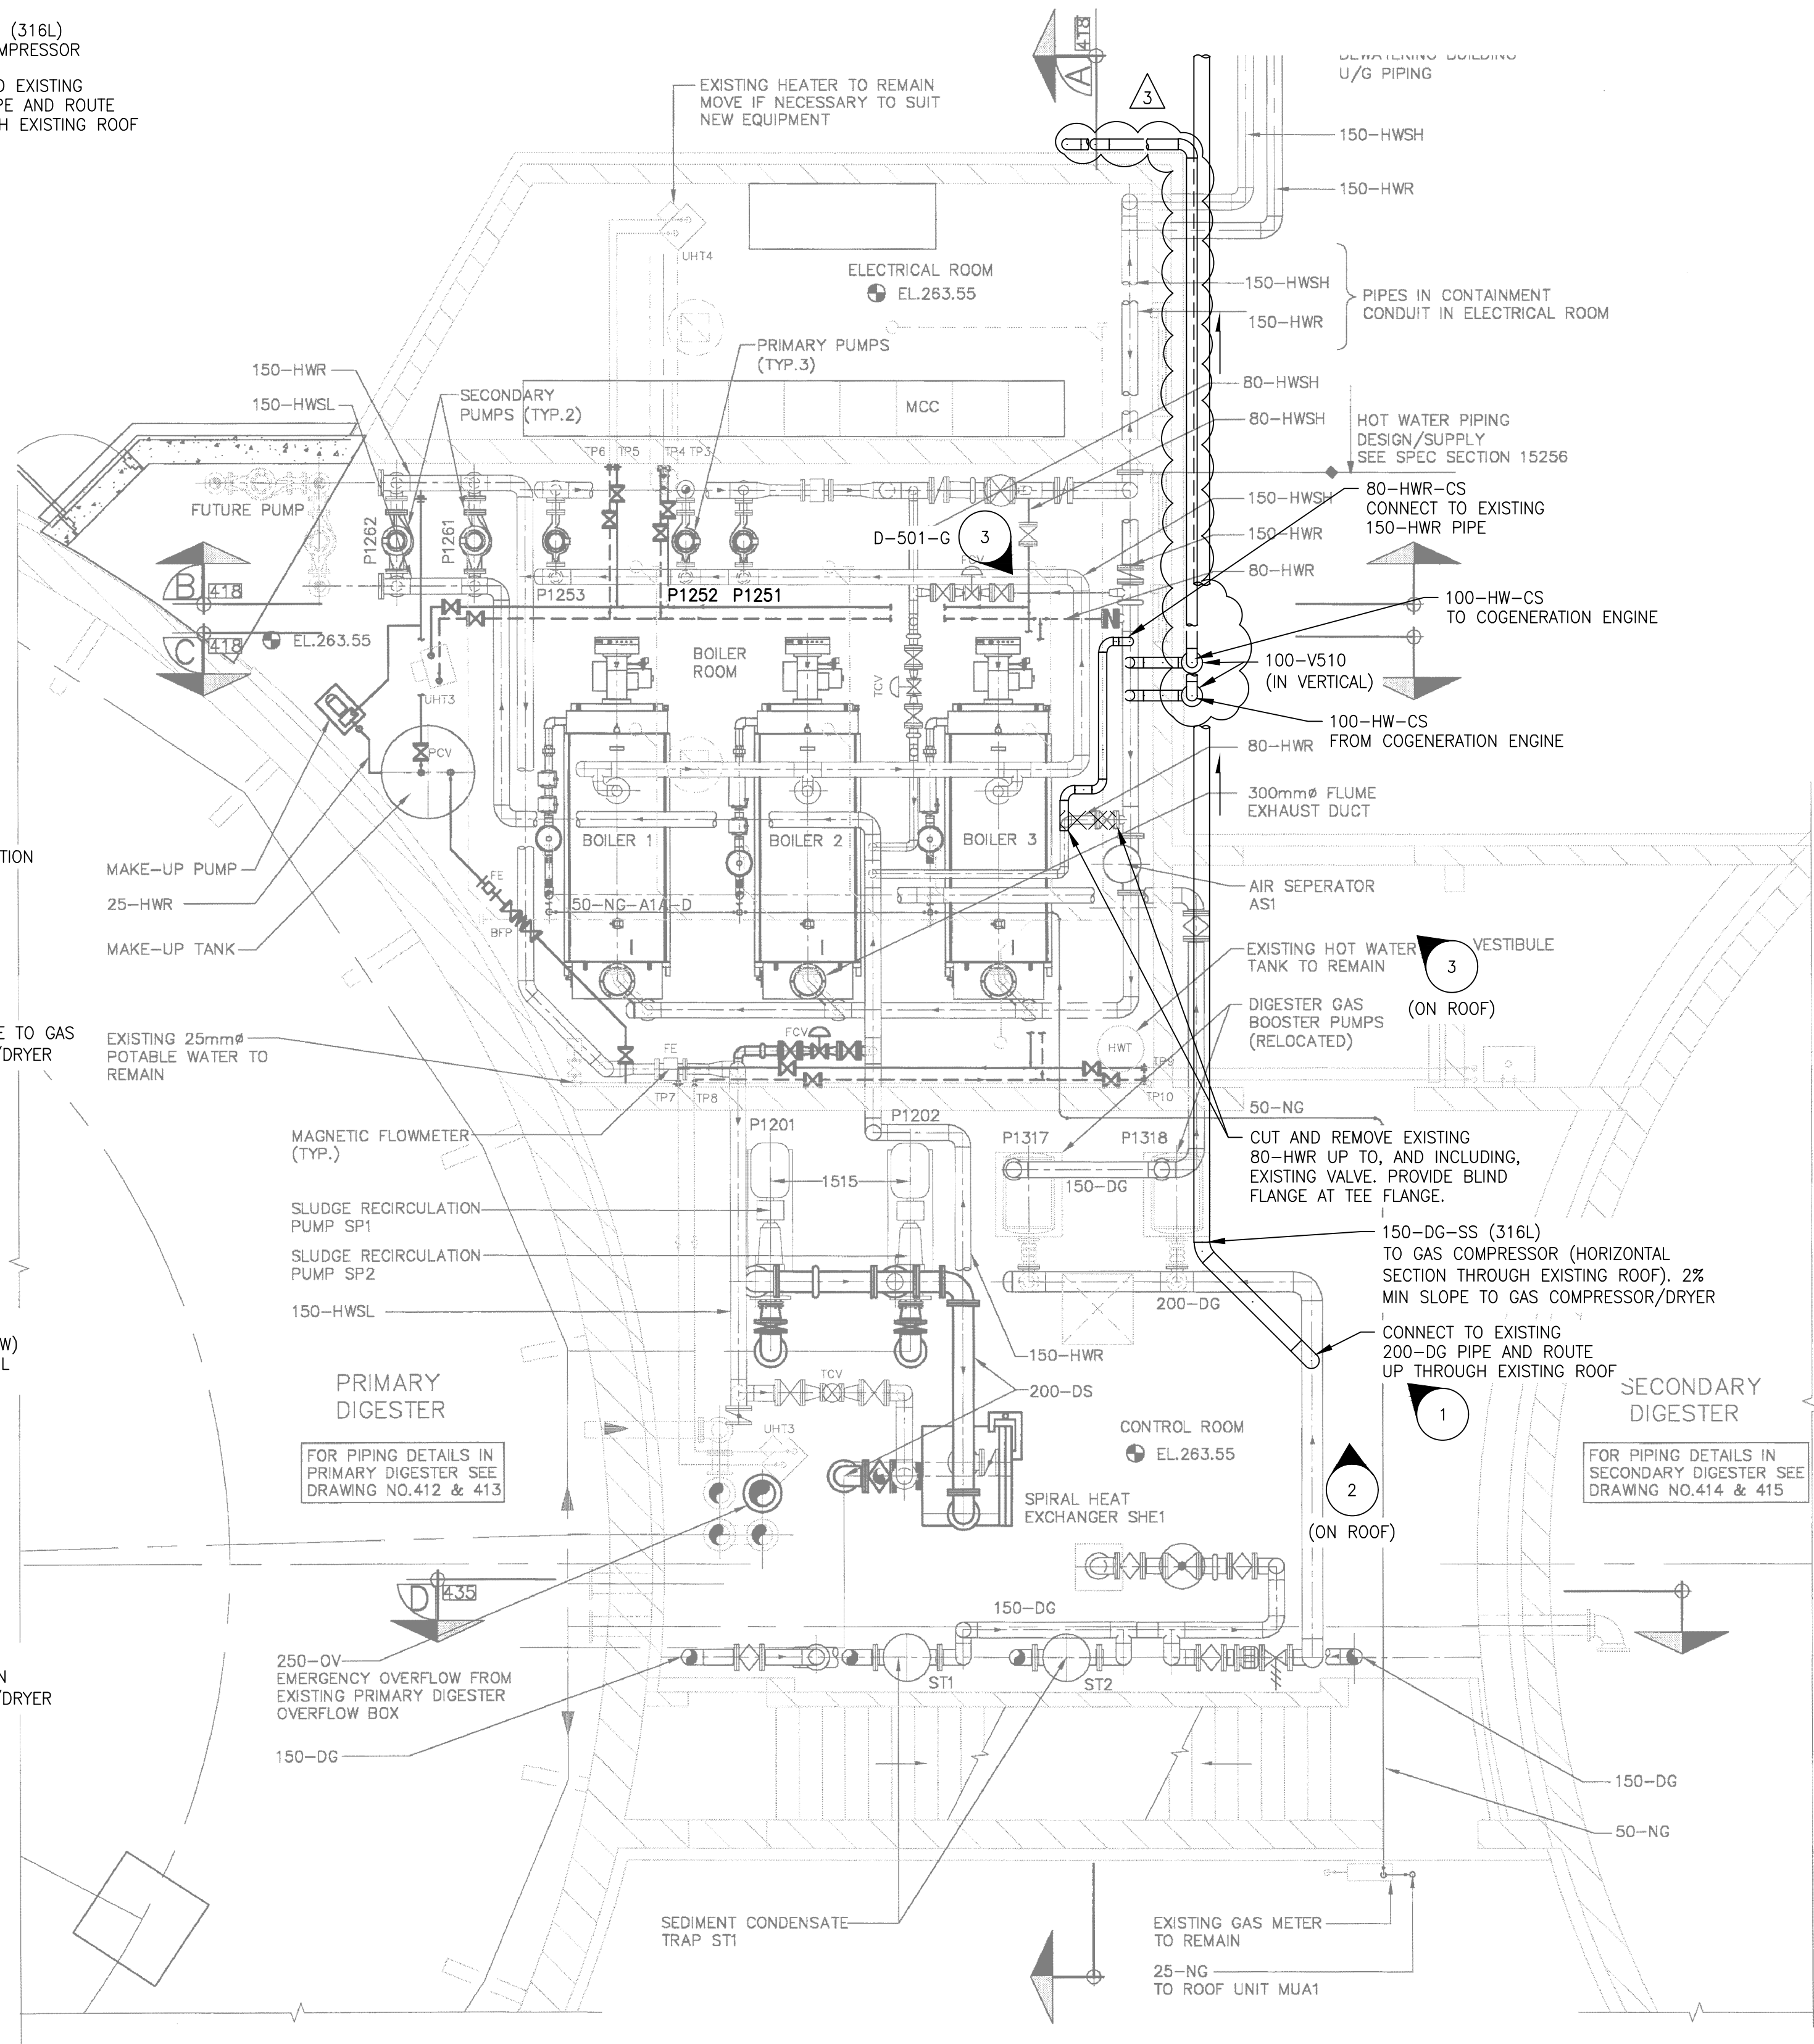 (316L)
MPRESSOR
O EXISTING
PE AND ROUTE
H EXISTING ROOF
EXISTING HEATER TO REMAIN
MOVE IF NECESSARY TO SUIT
NEW EQUIPMENT
A
418
3
DEWATERING BUILDING
U/G PIPING
150-HWSH
150-HWR
UHT4
ELECTRICAL ROOM
EL.263.55
150-HWSH
150-HWR
PIPES IN CONTAINMENT
CONDUIT IN ELECTRICAL ROOM
PRIMARY PUMPS
(TYP.3)
150-HWR
150-HWSL
SECONDARY
PUMPS (TYP.2)
MCC
80-HWSH
80-HWSH
HOT WATER PIPING
DESIGN/SUPPLY
SEE SPEC SECTION 15256
TP6
TP5
TP4
TP3
FUTURE PUMP
P1262
P1261
D-501-G
3
FCV
150-HWSH
150-HWR
80-HWR
80-HWR-CS
CONNECT TO EXISTING
150-HWR PIPE
B
418
C
418
EL.263.55
P1253
P1252
P1251
100-HW-CS
TO COGENERATION ENGINE
100-V510
(IN VERTICAL)
100-HW-CS
FROM COGENERATION ENGINE
BOILER
ROOM
TCV
UHT3
PCV
80-HWR
300mmø FLUME
EXHAUST DUCT
BOILER 1
BOILER 2
BOILER 3
TION
MAKE-UP PUMP
25-HWR
MAKE-UP TANK
FE
BFP
50-NG-A1A-D
AIR SEPERATOR
AS1
EXISTING HOT WATER
TANK TO REMAIN
3
VESTIBULE
(ON ROOF)
DIGESTER GAS
BOOSTER PUMPS
(RELOCATED)
E TO GAS
/DRYER
EXISTING 25mmø
POTABLE WATER TO
REMAIN
FE
FCV
HWT
TP9
TP7
TP8
TP10
50-NG
MAGNETIC FLOWMETER
(TYP.)
P1201
P1202
P1317
P1318
CUT AND REMOVE EXISTING
80-HWR UP TO, AND INCLUDING,
EXISTING VALVE. PROVIDE BLIND
FLANGE AT TEE FLANGE.
1515
150-DG
SLUDGE RECIRCULATION
PUMP SP1
SLUDGE RECIRCULATION
PUMP SP2
150-HWSL
150-DG-SS (316L)
TO GAS COMPRESSOR (HORIZONTAL
SECTION THROUGH EXISTING ROOF). 2%
MIN SLOPE TO GAS COMPRESSOR/DRYER
200-DG
W)
L
CONNECT TO EXISTING
200-DG PIPE AND ROUTE
UP THROUGH EXISTING ROOF
150-HWR
TCV
200-DS
PRIMARY
DIGESTER
SECONDARY
DIGESTER
1
UHT3
CONTROL ROOM
EL.263.55
FOR PIPING DETAILS IN
PRIMARY DIGESTER SEE
DRAWING NO.412 & 413
FOR PIPING DETAILS IN
SECONDARY DIGESTER SEE
DRAWING NO.414 & 415
2
(ON ROOF)
SPIRAL HEAT
EXCHANGER SHE1
D
435
150-DG
250-OV
EMERGENCY OVERFLOW FROM
EXISTING PRIMARY DIGESTER
OVERFLOW BOX
N
/DRYER
ST1
ST2
150-DG
150-DG
50-NG
SEDIMENT CONDENSATE
TRAP ST1
EXISTING GAS METER
TO REMAIN
25-NG
TO ROOF UNIT MUA1